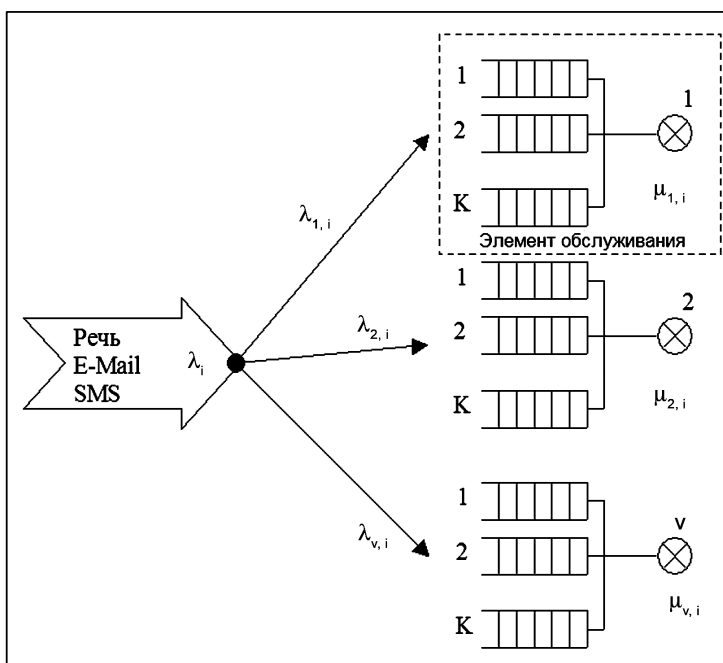 1
2
K
1
μ1, i
Элемент обслуживания
λ1, i
Речь
E-Mail
SMS
λi
λ2, i
1
2
K
2
μ2, i
λv, i
1
2
K
v
μv, i